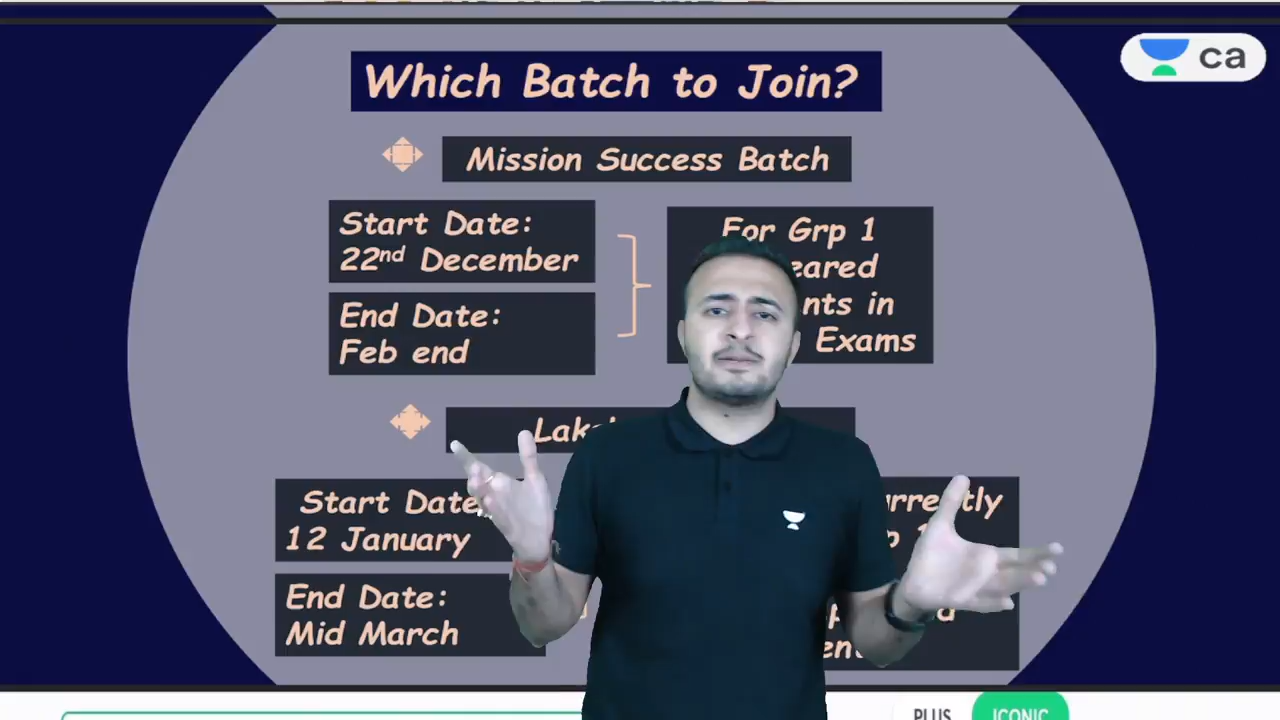 Which Batch to Join?
ca
Mission Success Batch
Start Date:
22nd December
End Date:
Feb end
For Grp 1
in
Exams
Start Date
12 January
End Date:
Mid March
PLUS
ICONIC